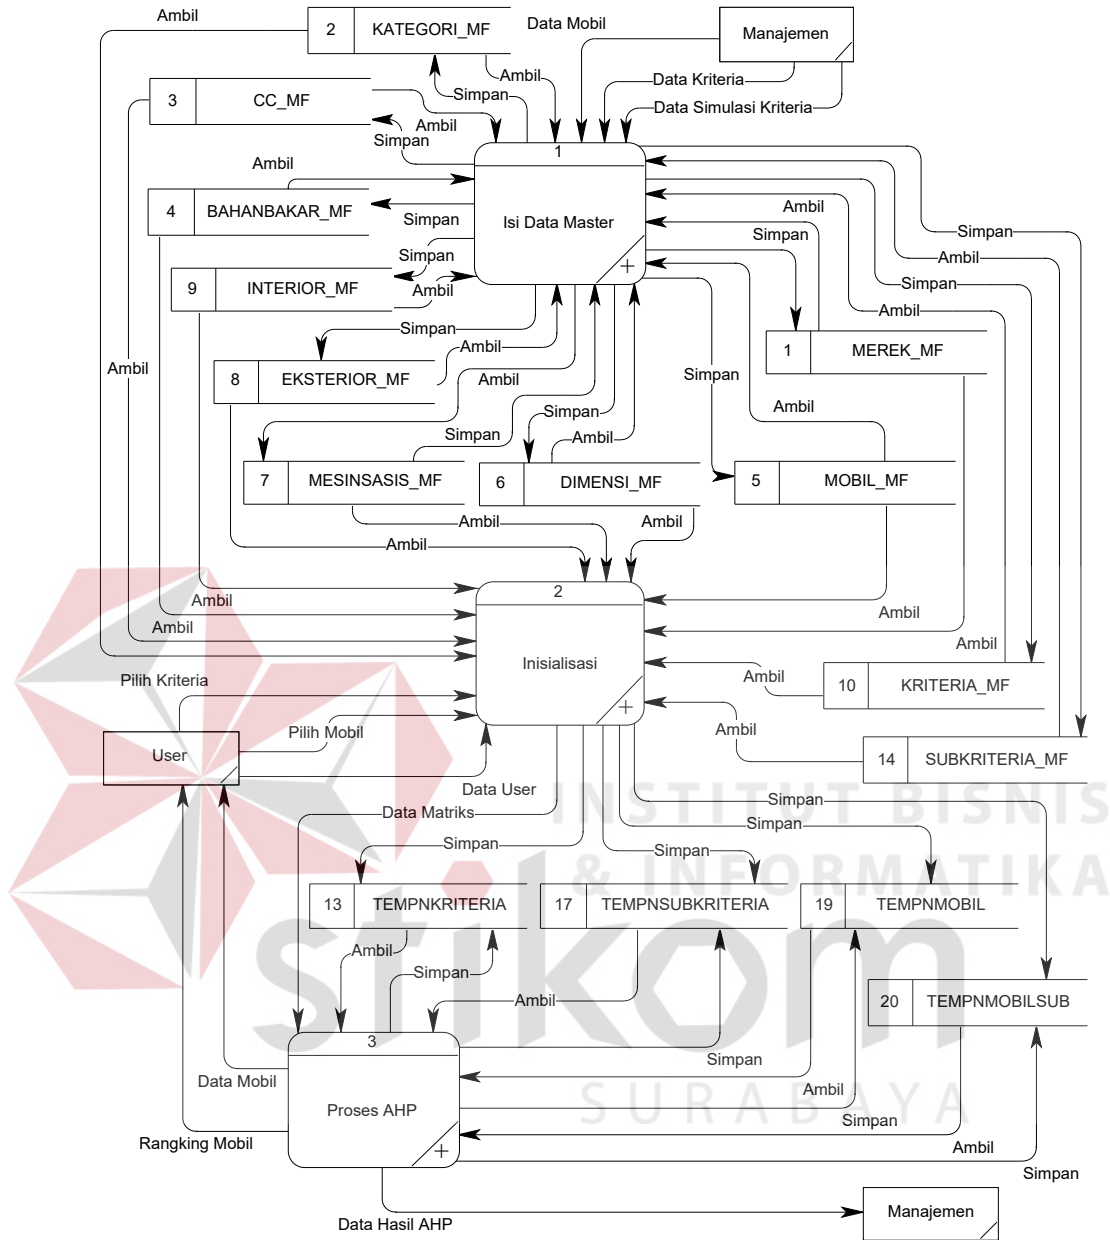 Ambil
2 KATEGORI_MF
Data Mobil
Manajemen
Ambil
Data Kriteria
Simpan
Data Simulasi Kriteria
3 CC_MF
Ambil
Simpan
1
Ambil
Isi Data Master
4 BAHANBAKAR_MF
Simpan
Ambil
Simpan
Simpan
Simpan
Ambil
9 INTERIOR_MF
Ambil
Simpan
Ambil
Simpan
Ambil
1 MEREK_MF
Ambil
8 EKSTERIOR_MF
Ambil
Simpan
Simpan
Ambil
Simpan
Ambil
7 MESINSASIS_MF
6 DIMENSI_MF
5 MOBIL_MF
Ambil
Ambil
Ambil
2
Ambil
Ambil
Ambil
Ambil
Inisialisasi
Pilih Kriteria
Ambil
10 KRITERIA_MF
User
Pilih Mobil
Ambil
14 SUBKRITERIA_MF
Data User
INSTITUT BISNIS
Data Matriks
Simpan
Simpan
Simpan
Simpan
& INFORMATIKA
13 TEMPNKRITERIA
17 TEMPNSUBKRITERIA
19 TEMPNMOBIL
stikom
Ambil
Simpan
Ambil
20 TEMPNMOBILSUB
3
Simpan
Data Mobil
Proses AHP
Ambil
SURABAYA
Simpan
Rangking Mobil
Ambil
Simpan
Data Hasil AHP
Manajemen